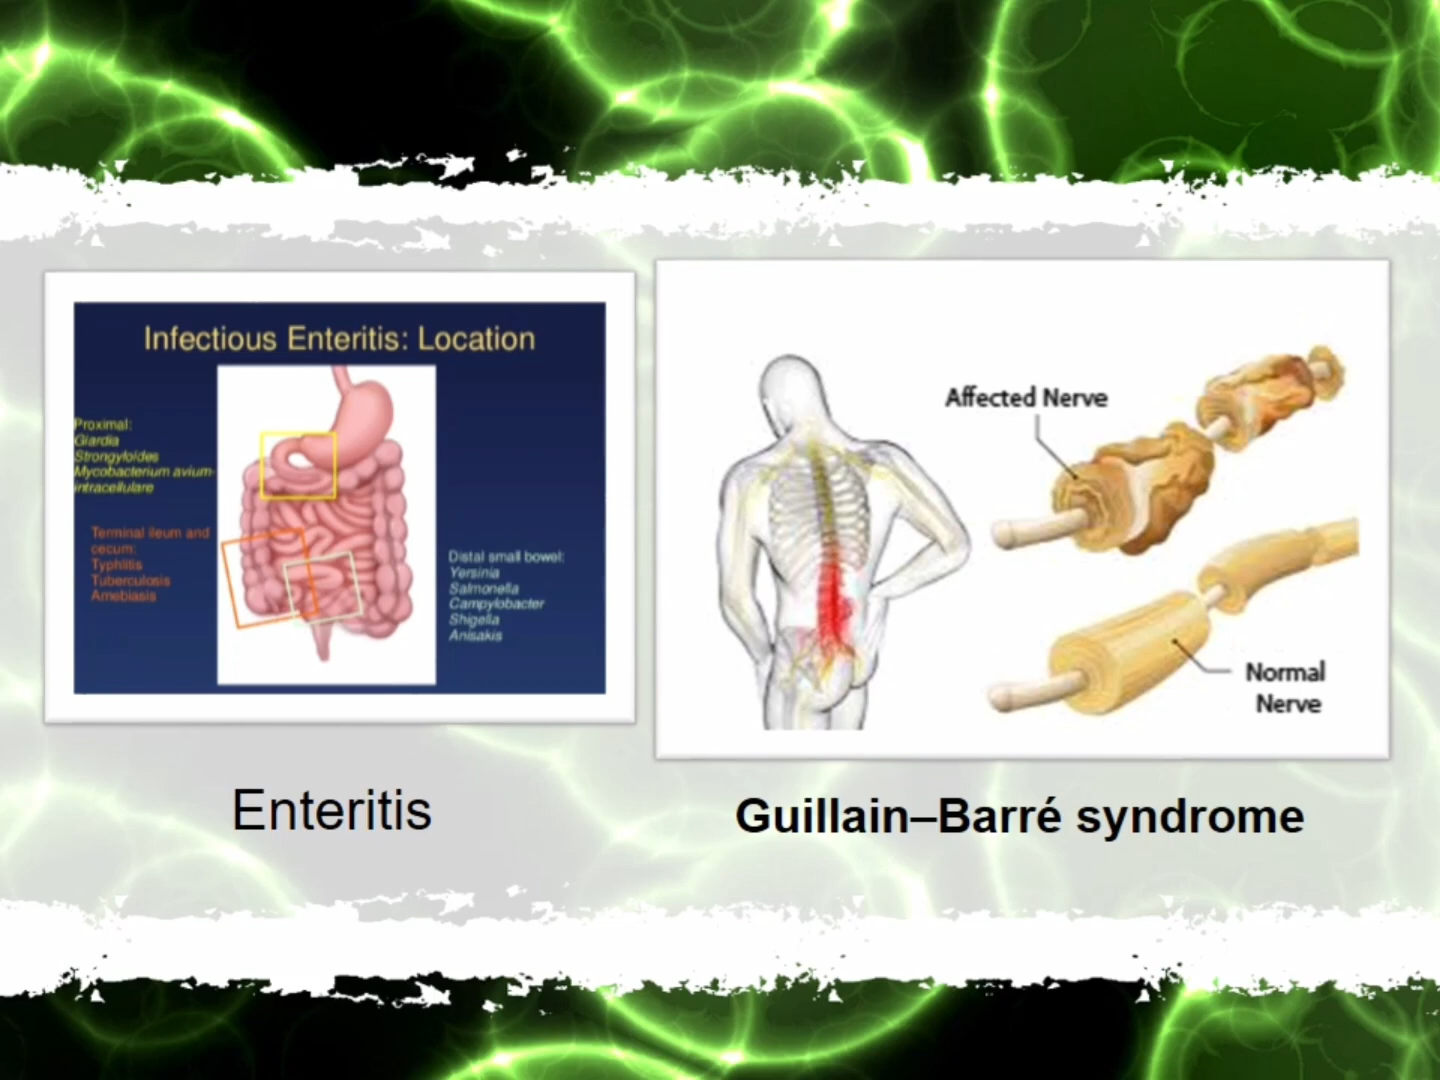 Infectious Enteritis: Location
Proximal:
Giardia
Strongyloides
Mycobacterium avium-
intracellulare
Terminal ileum and
cecum:
Typhlitis
Tuberculosis
Amebiasis
Distal small bowel:
Yersinia
Salmonella
Campylobacter
Shigella
Anisakis
Enteritis
Affected Nerve
Normal
Nerve
Guillain–Barré syndrome